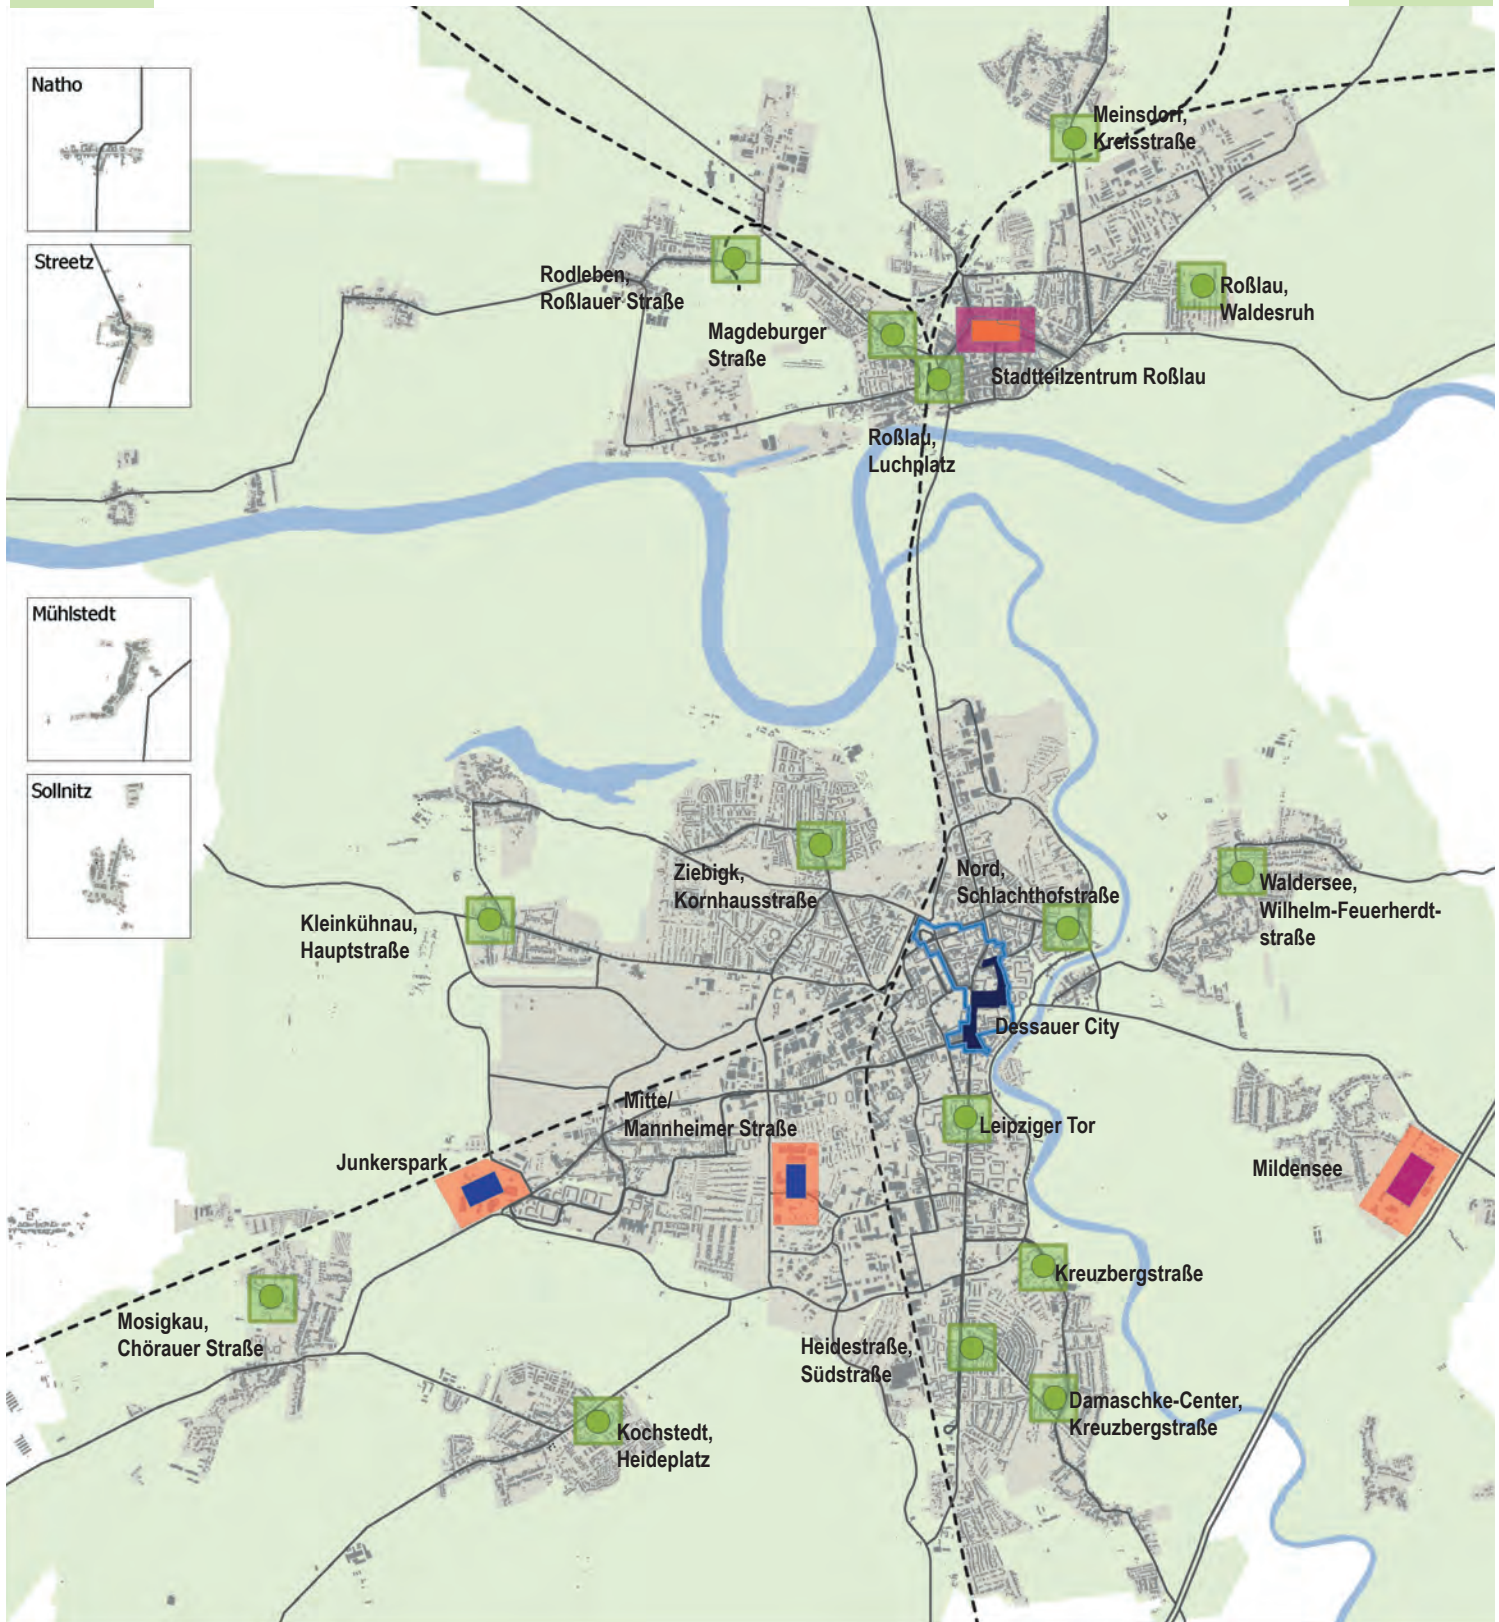 Natho
Streetz
Mühlstedt
Sollnitz
Meinsdorf,
Kreisstraße
Rodleben,
Roßlauer Straße
Roßlau,
Waldesruh
Magdeburger
Straße
Stadtteilzentrum Roßlau
Roßlau,
Luchplatz
Ziebigk,
Kornhausstraße
Nord,
Schlachthofstraße
Waldersee,
Wilhelm-Feuerherdt-
straße
Kleinkühnau,
Hauptstraße
Dessauer City
Mitte/
Mannheimer Straße
Leipziger Tor
Junkerspark
Mildensee
Kreuzbergstraße
Mosigkau,
Chörauer Straße
Heidestraße,
Südstraße
Damaschke-Center,
Kreuzbergstraße
Kochstedt,
Heideplatz